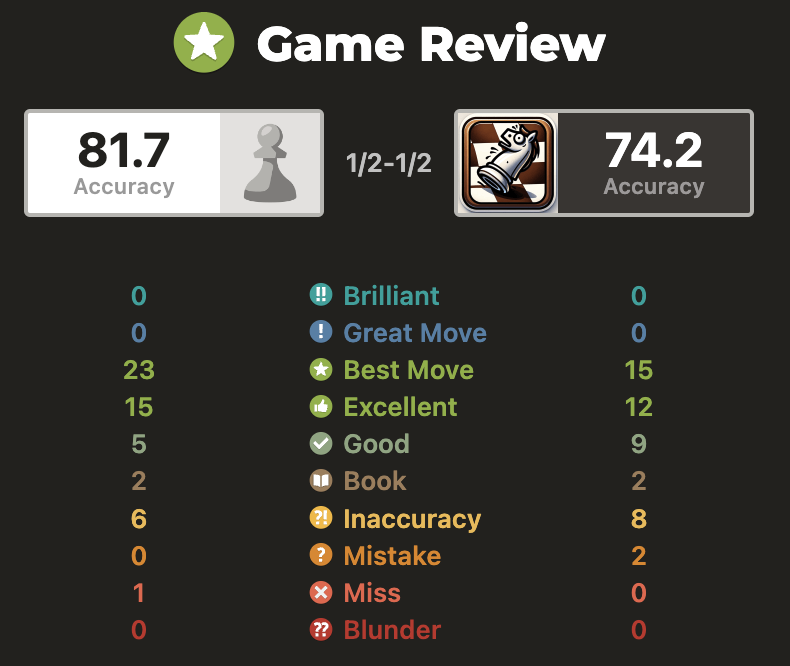 Game Review
81.7
Accuracy
1/2-1/2
74.2
Accuracy
0 !! Brilliant 0
0 ! Great Move 0
23 Best Move 15
15 Excellent 12
5 Good 9
2 Book 2
6 ?! Inaccuracy 8
0 ? Mistake 2
1 Miss 0
0 ?? Blunder 0